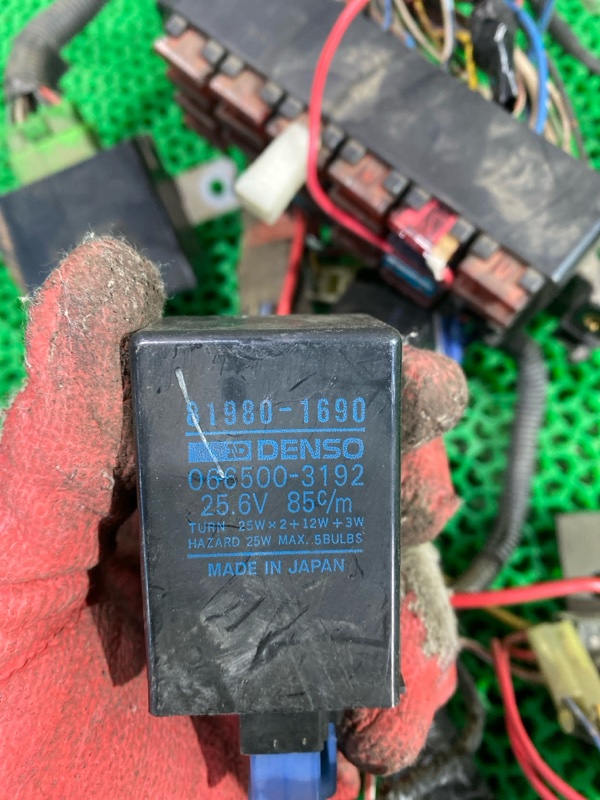 81980-1690
DENSO
066500-3192
25.6V 85c/m
TURN 25W×2+12W+3W
HAZARD 25W MAX. 5BULBS
MADE IN JAPAN